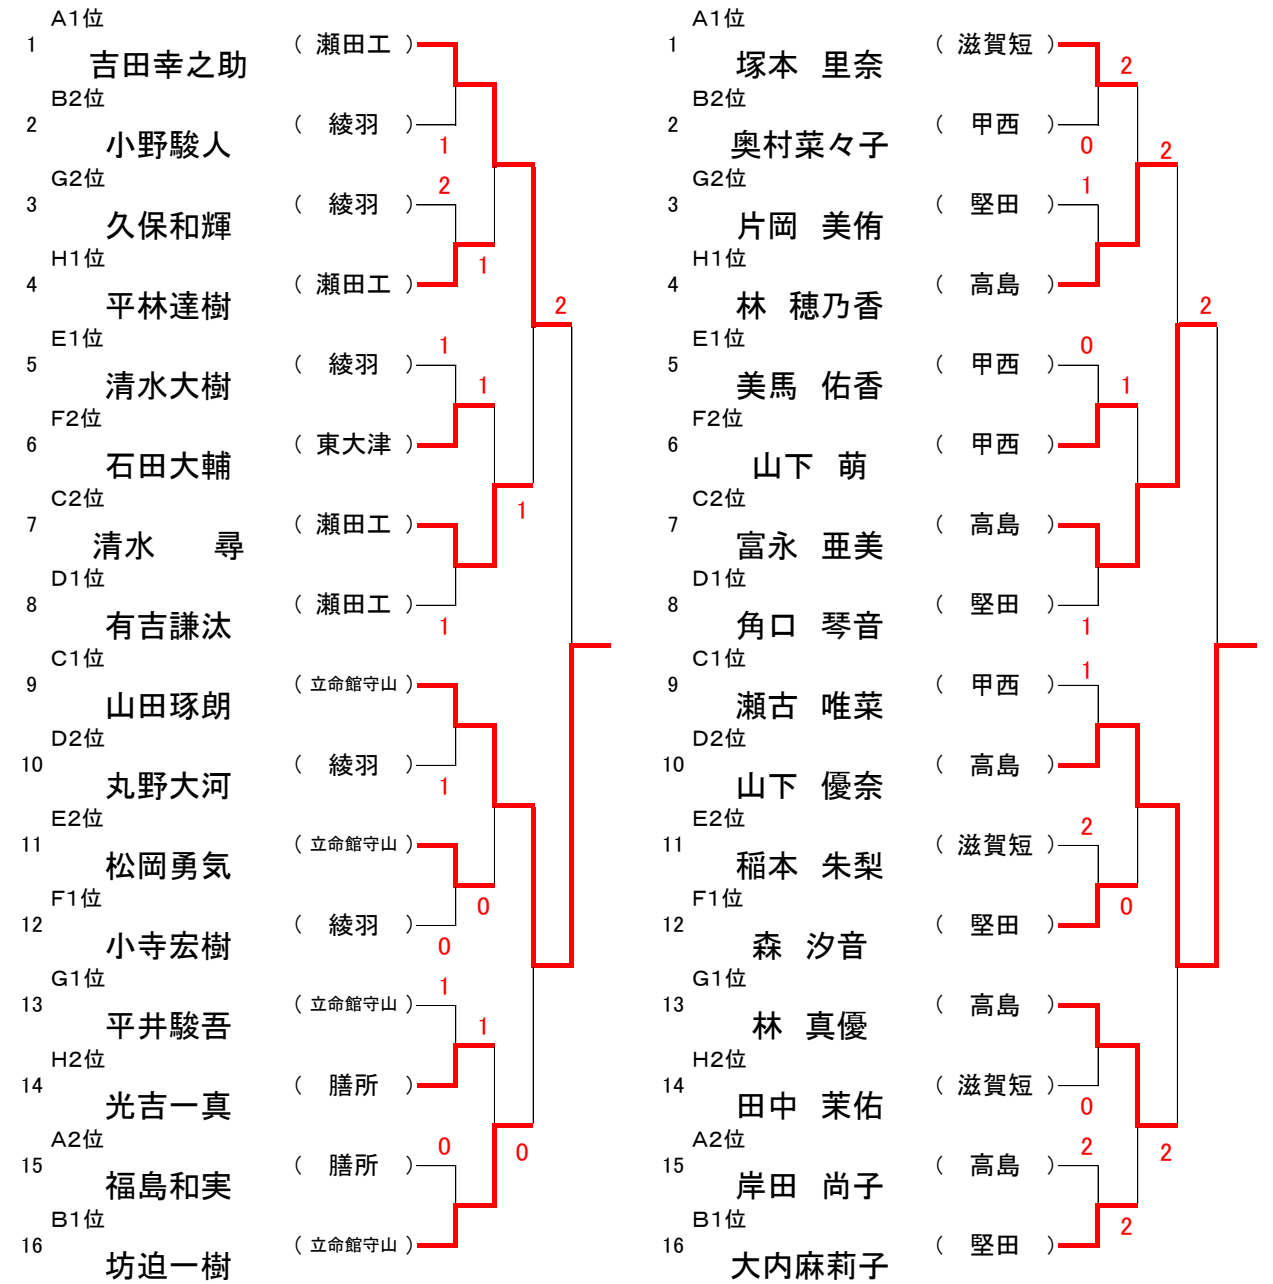 A1位
1 吉田幸之助 （ 瀬田工 ）
B2位
2 小野駿人 （ 綾羽 ）
1
G2位
2
3 久保和輝 （ 綾羽 ）
H1位
1
4 平林達樹 （ 瀬田工 ）
2
E1位
1
5 清水大樹 （ 綾羽 ）
1
F2位
6 石田大輔 （ 東大津 ）
C2位
1
7 清水　尋 （ 瀬田工 ）
D1位
8 有吉謙汰 （ 瀬田工 ）
1
C1位
9 山田琢朗 （ 立命館守山 ）
D2位
10 丸野大河 （ 綾羽 ）
1
E2位
11 松岡勇気 （ 立命館守山 ）
F1位
0
12 小寺宏樹 （ 綾羽 ）
0
G1位
1
13 平井駿吾 （ 立命館守山 ）
1
H2位
14 光吉一真 （ 膳所 ）
A2位
0
0
15 福島和実 （ 膳所 ）
B1位
16 坊迫一樹 （ 立命館守山 ）
A1位
1 塚本 里奈 （ 滋賀短 ）
2
B2位
2 奥村菜々子 （ 甲西 ）
0
2
G2位
1
3 片岡 美侑 （ 堅田 ）
H1位
4 林 穂乃香 （ 高島 ）
2
E1位
0
5 美馬 佑香 （ 甲西 ）
1
F2位
6 山下 萌 （ 甲西 ）
C2位
7 富永 亜美 （ 高島 ）
D1位
8 角口 琴音 （ 堅田 ）
1
C1位
1
9 瀬古 唯菜 （ 甲西 ）
D2位
10 山下 優奈 （ 高島 ）
E2位
2
11 稲本 朱梨 （ 滋賀短 ）
F1位
0
12 森 汐音 （ 堅田 ）
G1位
13 林 真優 （ 高島 ）
H2位
14 田中 茉佑 （ 滋賀短 ）
0
A2位
2
2
15 岸田 尚子 （ 高島 ）
B1位
2
16 大内麻莉子 （ 堅田 ）